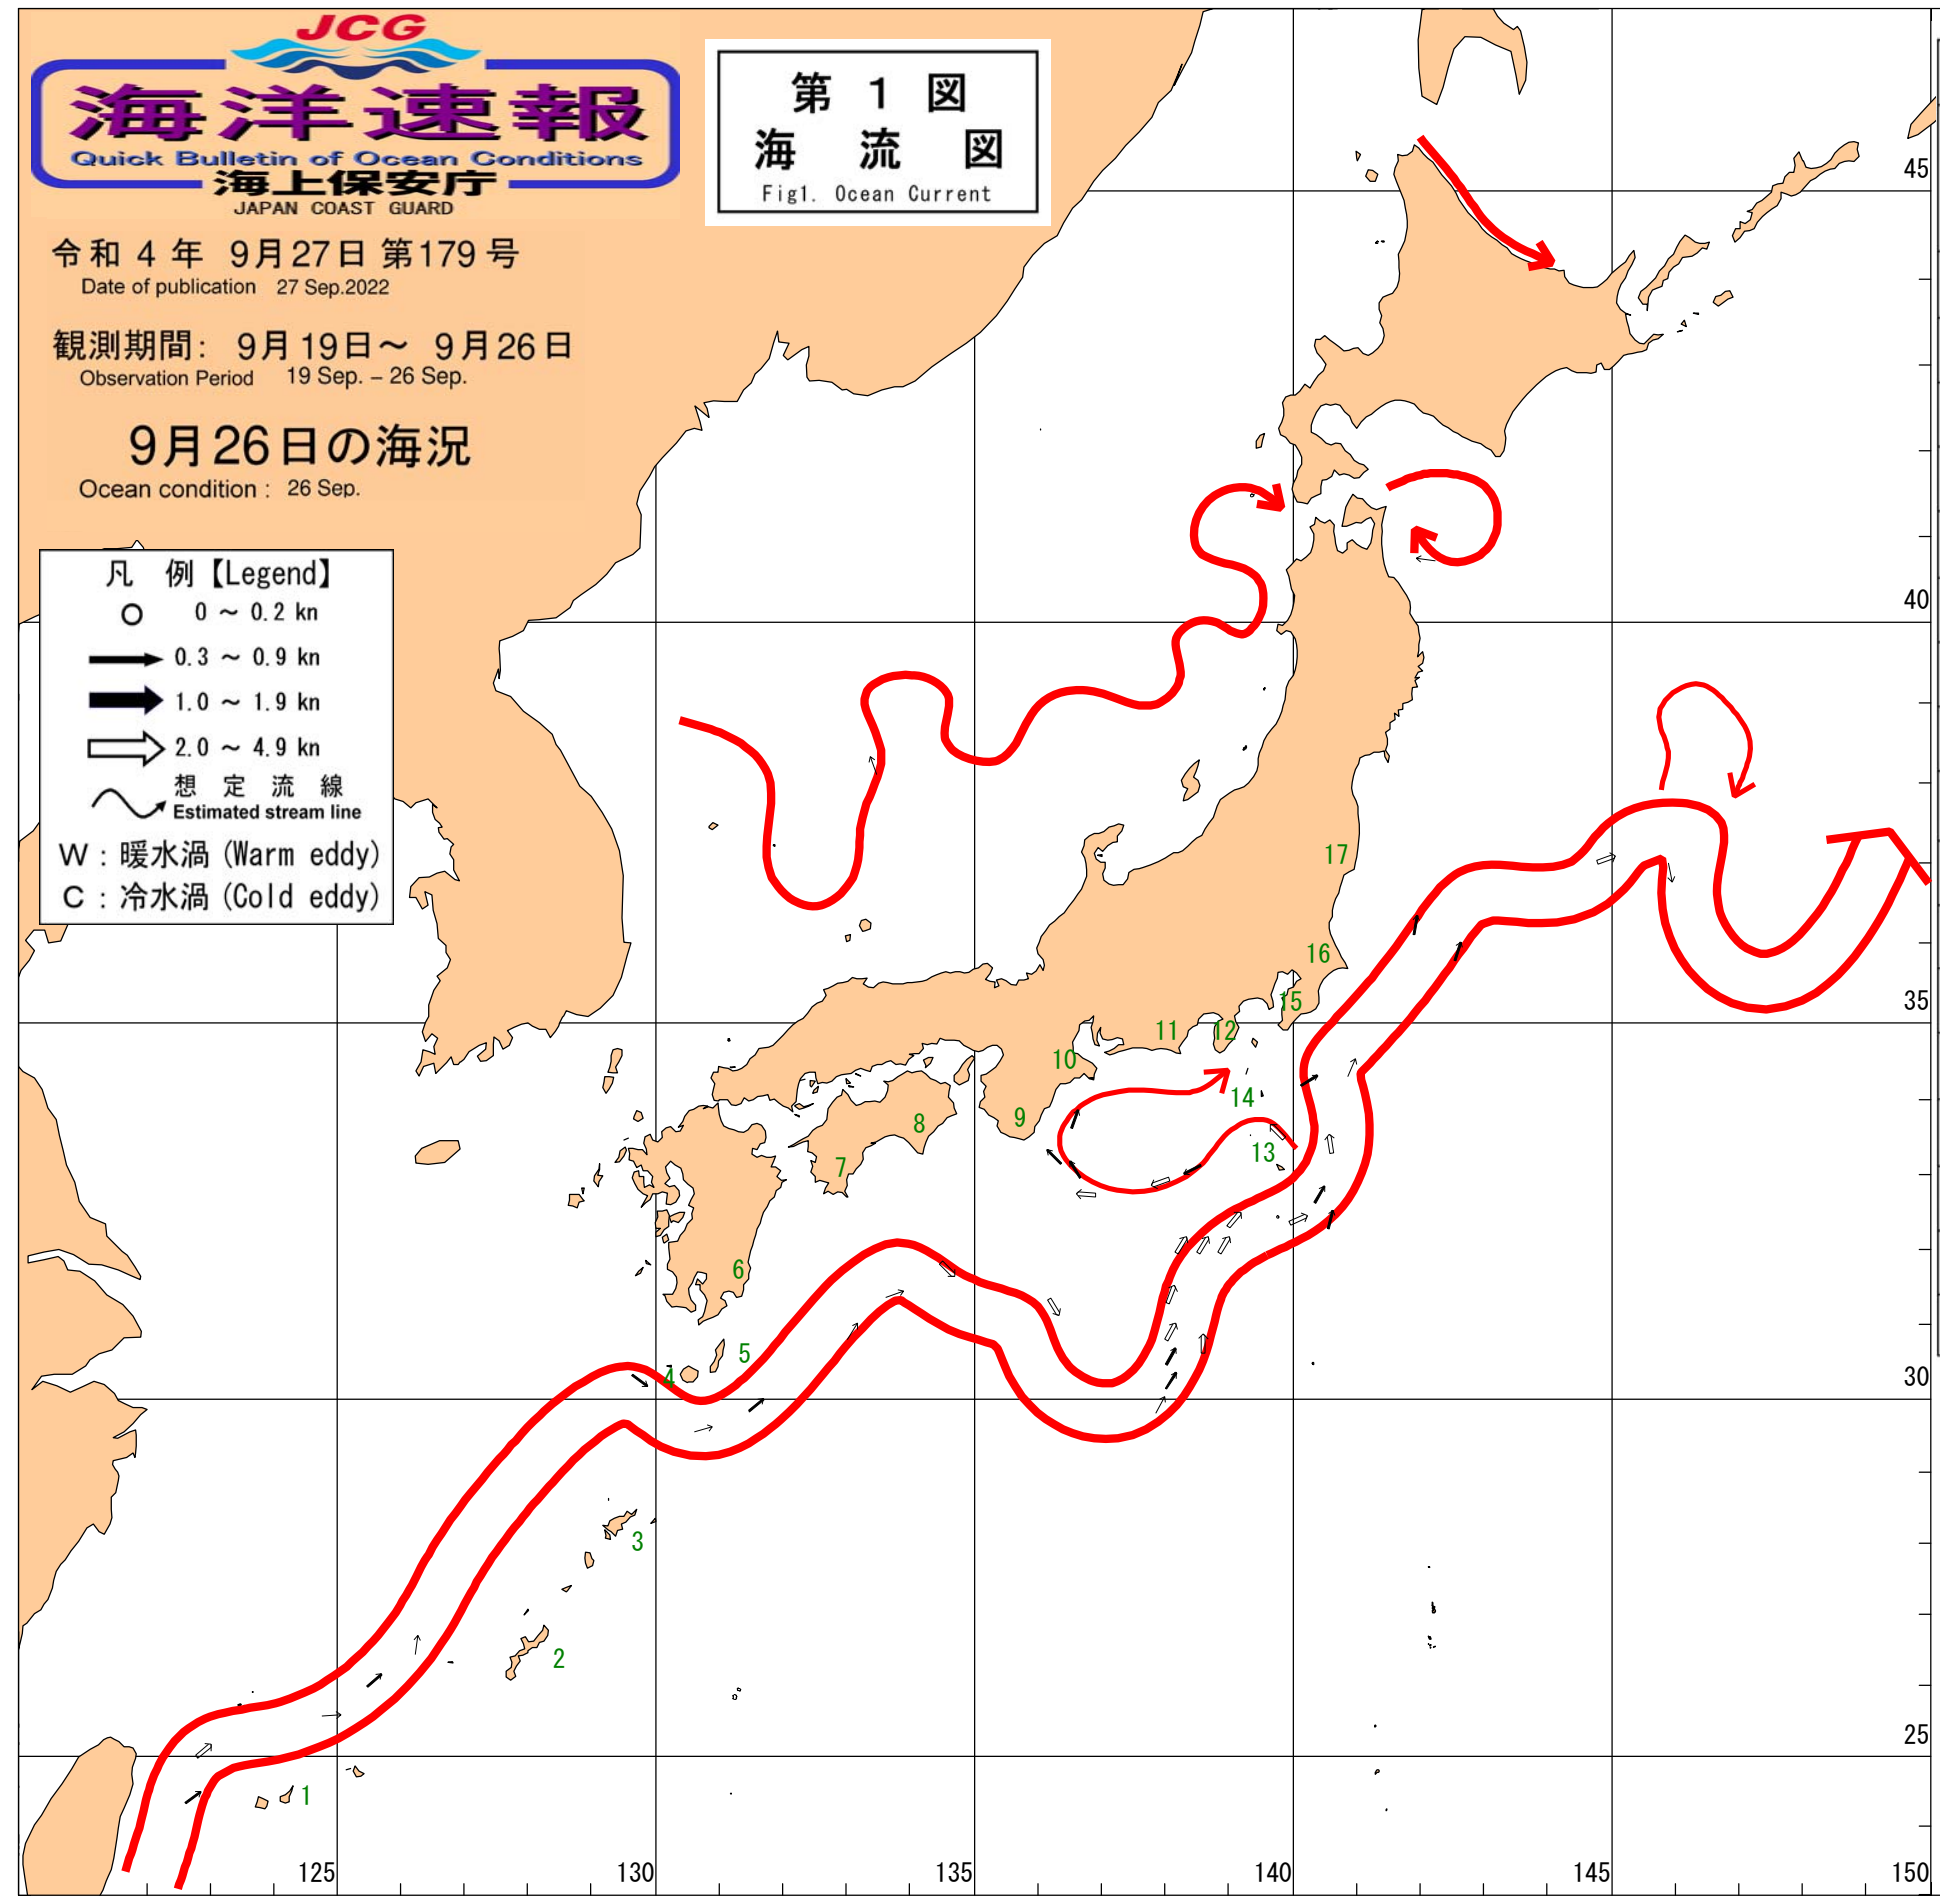 JCG
海洋速報
Quick Bulletin of Ocean Conditions
海上保安庁
JAPAN COAST GUARD
第 1 図
海 流 図
Fig1. Ocean Current
令和 4 年 9月27日 第179 号
Date of publication 27 Sep.2022
観測期間: 9月19日～ 9月26日
Observation Period 19 Sep. – 26 Sep.
9月26日の海況
Ocean condition : 26 Sep.
凡 例【Legend】
0 ～ 0.2 kn
0.3 ～ 0.9 kn
1.0 ～ 1.9 kn
2.0 ～ 4.9 kn
想 定 流 線
Estimated stream line
W : 暖水渦 (Warm eddy)
C : 冷水渦 (Cold eddy)
45
40
35
30
25
17
16
15
14
13
12
11
10
9
8
7
6
5
4
3
2
1
125
130
135
140
145
150